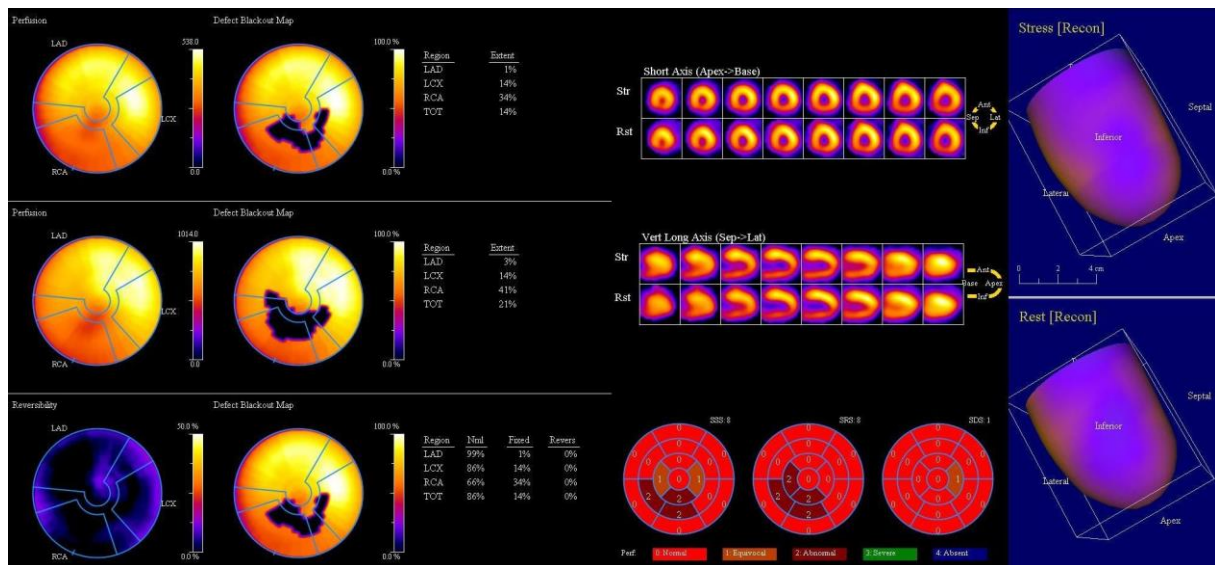 Perfusion
Defect Blackout Map
LAD
LCX
RCA
538.0
0.0
100.0 %
0.0 %
Region Extent
LAD 1%
LCX 14%
RCA 34%
TOT 14%
Perfusion
Defect Blackout Map
LAD
LCX
RCA
1014.0
0.0
100.0 %
0.0 %
Region Extent
LAD 3%
LCX 14%
RCA 41%
TOT 21%
Reversibility
Defect Blackout Map
LAD
LCX
RCA
50.0 %
0.0 %
100.0 %
0.0 %
Region Nml Fixed Revers
LAD 99% 1% 0%
LCX 86% 14% 0%
RCA 66% 34% 0%
TOT 86% 14% 0%
Short Axis (Apex->Base)
Str
Rst
Ant
Sep Lat
Inf
Vert Long Axis (Sep->Lat)
Str
Rst
Ant
Base Apex
Inf
SSS: 8
SRS: 8
SDS: 1
Perf: 0: Normal 1: Equivocal 2: Abnormal 3: Severe 4: Absent
Stress [Recon]
Septal
Inferior
Lateral
Apex
0 2 4 cm
Rest [Recon]
Septal
Inferior
Lateral
Apex